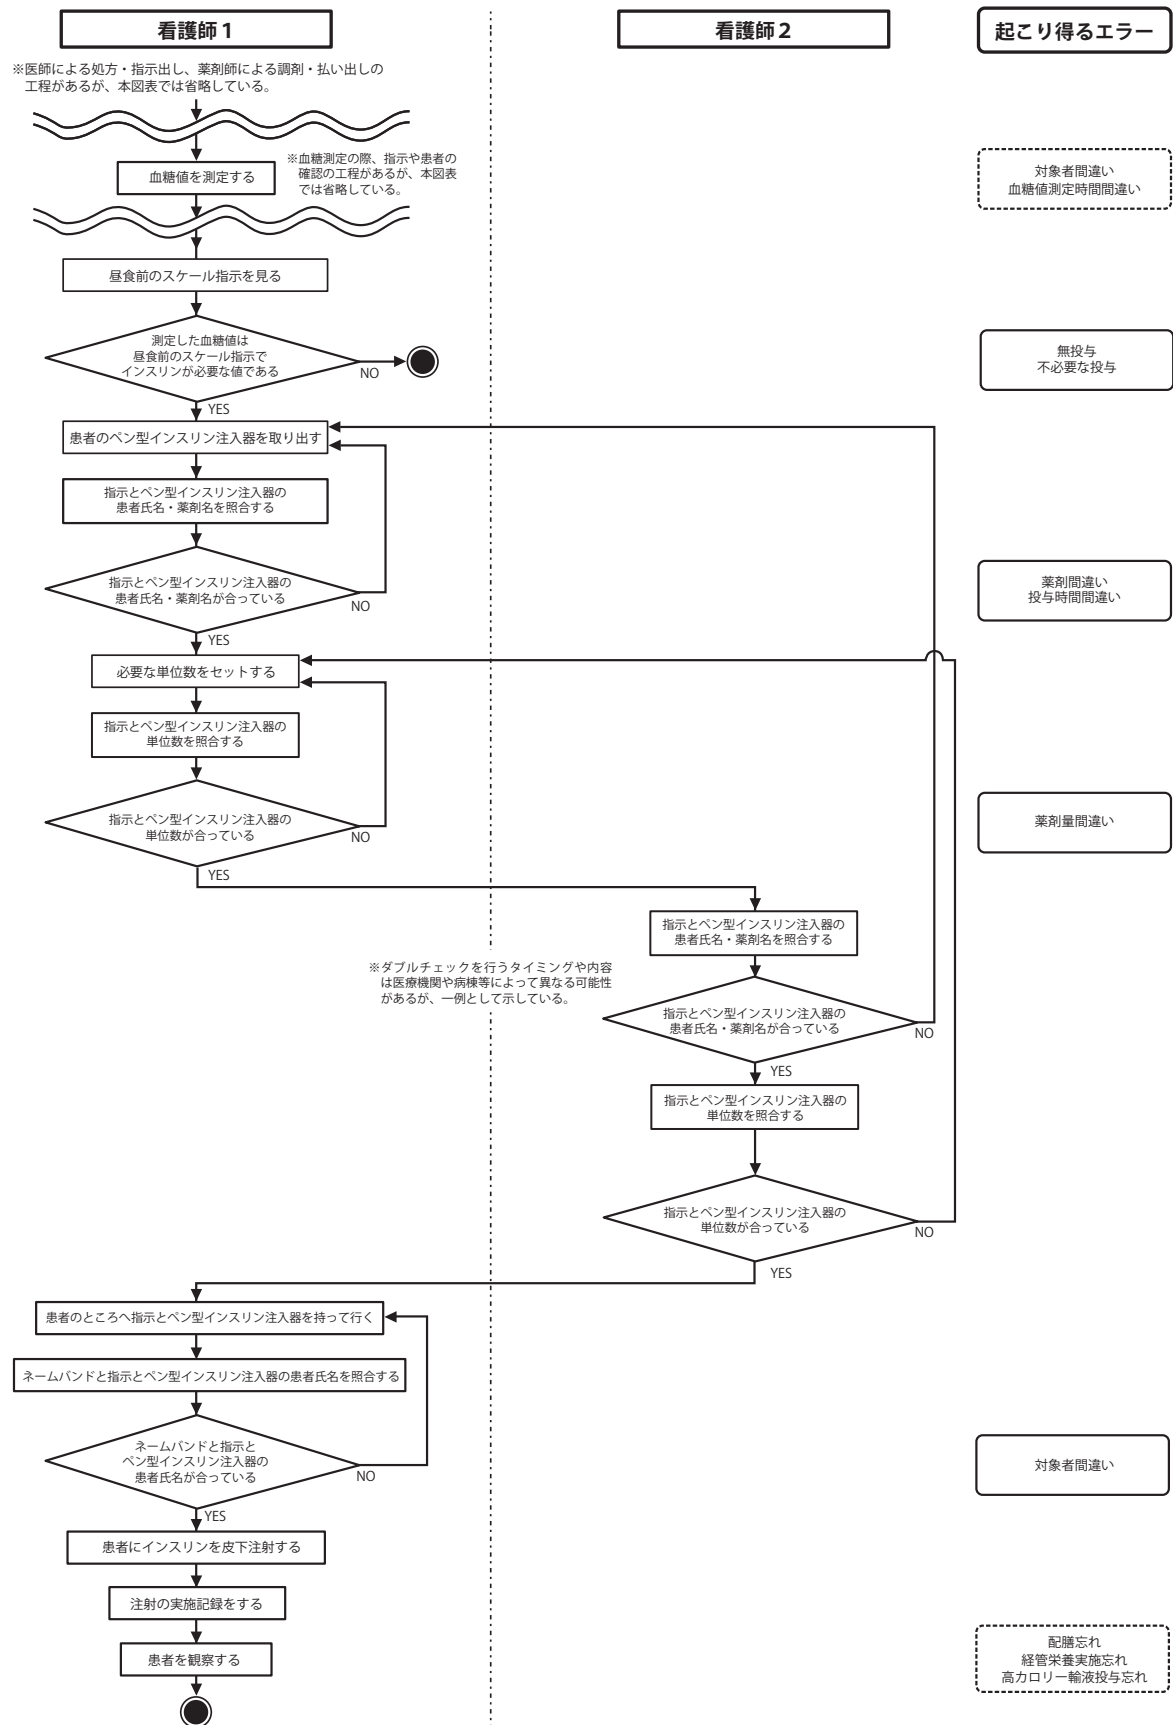 看護師1
看護師2
起こり得るエラー
※医師による処方・指示出し、薬剤師による調剤・払い出しの
工程があるが、本図表では省略している。
血糖値を測定する
※血糖測定の際、指示や患者の
確認の工程があるが、本図表
では省略している。
対象者間違い
血糖値測定時間間違い
昼食前のスケール指示を見る
測定した血糖値は
昼食前のスケール指示で
インスリンが必要な値である
NO
YES
無投与
不必要な投与
患者のペン型インスリン注入器を取り出す
指示とペン型インスリン注入器の
患者氏名・薬剤名を照合する
指示とペン型インスリン注入器の
患者氏名・薬剤名が合っている
NO
YES
薬剤間違い
投与時間間違い
必要な単位数をセットする
指示とペン型インスリン注入器の
単位数を照合する
指示とペン型インスリン注入器の
単位数が合っている
NO
YES
薬剤量間違い
指示とペン型インスリン注入器の
患者氏名・薬剤名を照合する
※ダブルチェックを行うタイミングや内容
は医療機関や病棟等によって異なる可能性
があるが、一例として示している。
指示とペン型インスリン注入器の
患者氏名・薬剤名が合っている
NO
YES
指示とペン型インスリン注入器の
単位数を照合する
指示とペン型インスリン注入器の
単位数が合っている
NO
YES
患者のところへ指示とペン型インスリン注入器を持って行く
ネームバンドと指示とペン型インスリン注入器の患者氏名を照合する
ネームバンドと指示と
ペン型インスリン注入器の
患者氏名が合っている
NO
YES
対象者間違い
患者にインスリンを皮下注射する
注射の実施記録をする
患者を観察する
配膳忘れ
経管栄養実施忘れ
高カロリー輸液投与忘れ